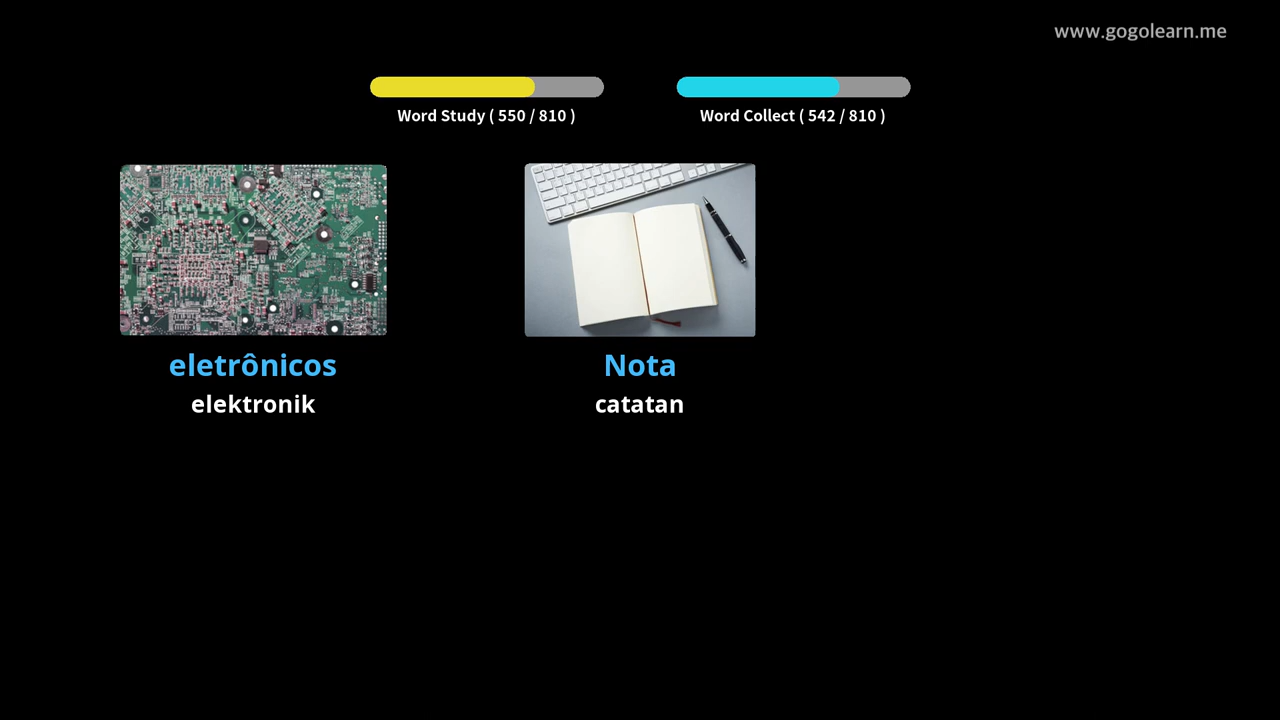 www.gogolearn.me
Word Study ( 550 / 810 )
Word Collect ( 542 / 810 )
eletrônicos
elektronik
Nota
catatan